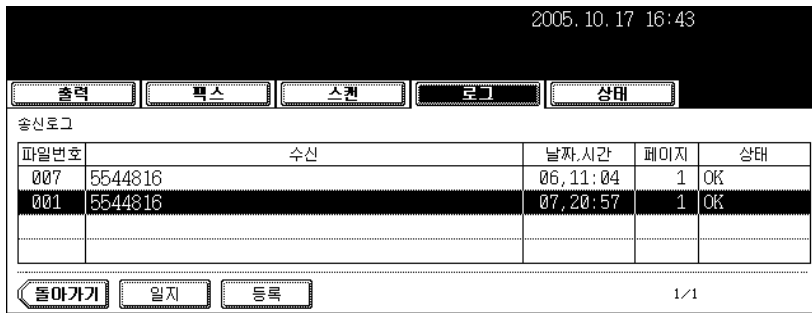 2005.10.17 16:43
출력 팩스 스캔 로그 상태
송신로그
파일번호 수신 날짜,시간 페이지 상태
007 5544816 06,11:04 1 OK
001 5544816 07,20:57 1 OK
돌아가기 일지 등록 1/1